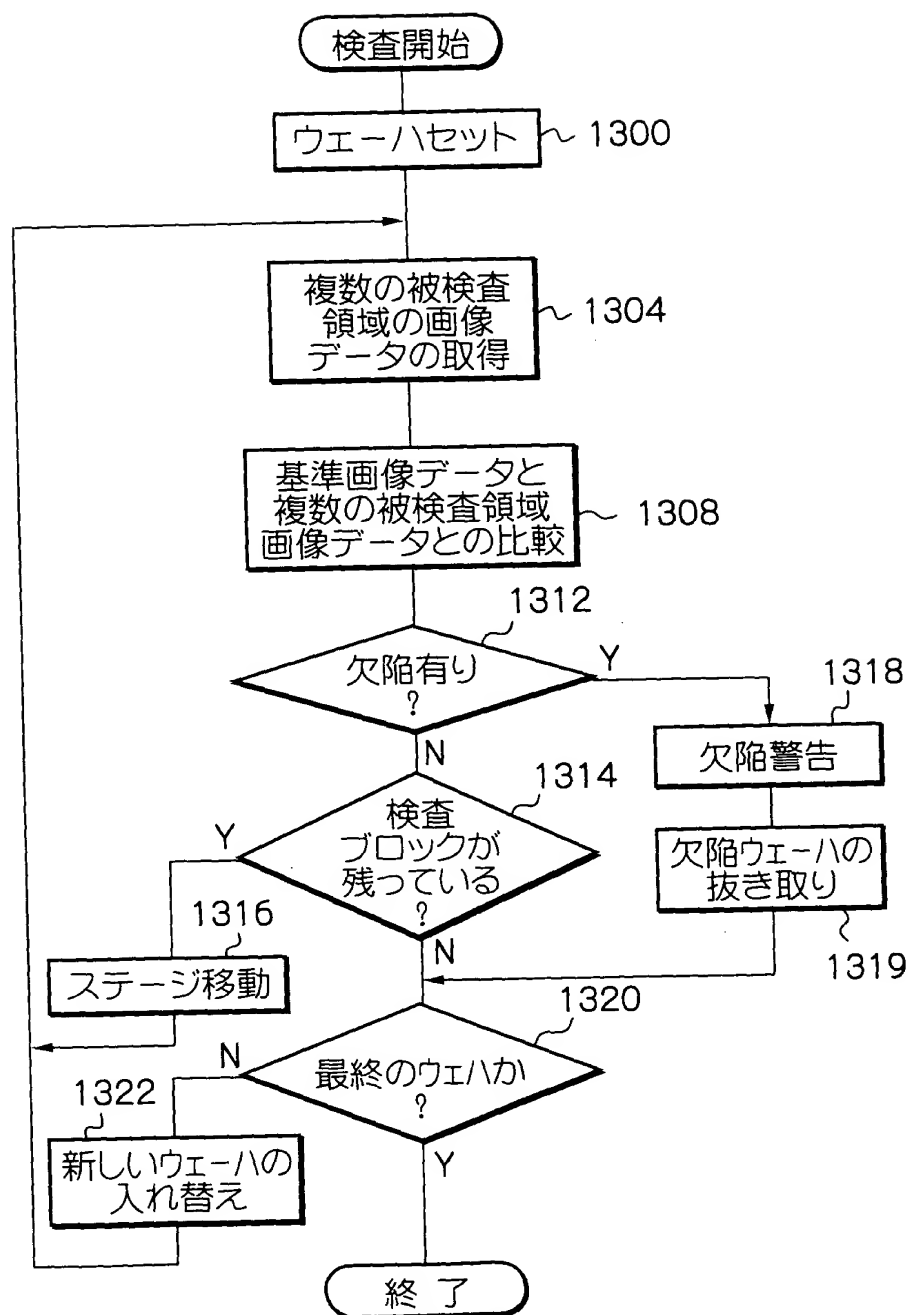 検査開始
ウェーハセット
1300
複数の被検査
領域の画像
データの取得
1304
基準画像データと
複数の被検査領域
画像データとの比較
1308
1312
欠陥有り
?
Y
N
1318
欠陥警告
1314
検査
ブロックが
残っている
?
Y
N
欠陥ウェーハの
抜き取り
1319
1316
ステージ移動
1320
最終のウェハか
?
N
Y
1322
新しいウェーハの
入れ替え
終了